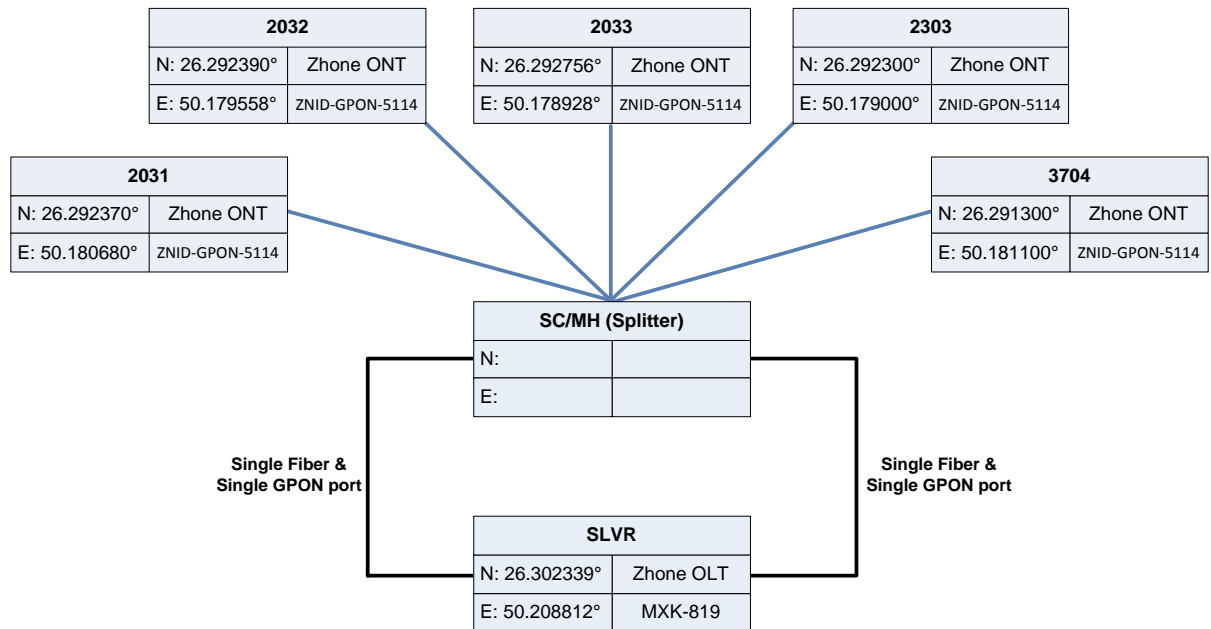 2032
N: 26.292390° Zhone ONT
E: 50.179558° ZNID-GPON-5114
2033
N: 26.292756° Zhone ONT
E: 50.178928° ZNID-GPON-5114
2303
N: 26.292300° Zhone ONT
E: 50.179000° ZNID-GPON-5114
2031
N: 26.292370° Zhone ONT
E: 50.180680° ZNID-GPON-5114
3704
N: 26.291300° Zhone ONT
E: 50.181100° ZNID-GPON-5114
SC/MH (Splitter)
N:
E:
Single Fiber &
Single GPON port
Single Fiber &
Single GPON port
SLVR
N: 26.302339° Zhone OLT
E: 50.208812° MXK-819